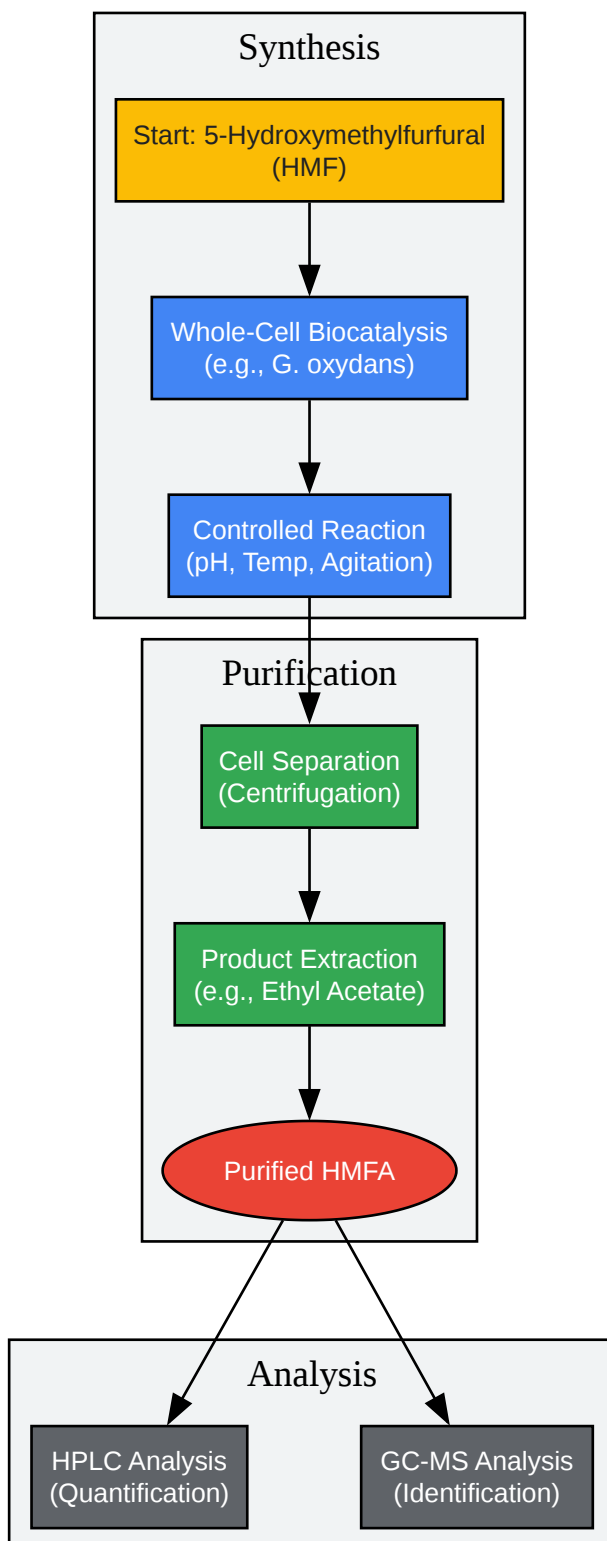 Synthesis
Start: 5-Hydroxymethylfurfural
(HMF)
Whole-Cell Biocatalysis
(e.g., G. oxydans)
Controlled Reaction
(pH, Temp, Agitation)
Purification
Cell Separation
(Centrifugation)
Product Extraction
(e.g., Ethyl Acetate)
Purified HMFA
Analysis
HPLC Analysis
(Quantification)
GC-MS Analysis
(Identification)